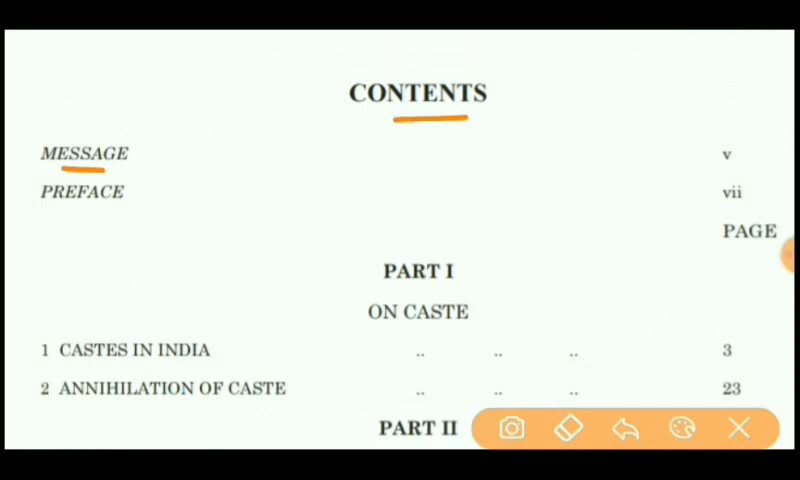 CONTENTS
MESSAGE v
PREFACE vii
PAGE
PART I
ON CASTE
1 CASTES IN INDIA .. .. .. 3
2 ANNIHILATION OF CASTE .. .. .. 23
PART II